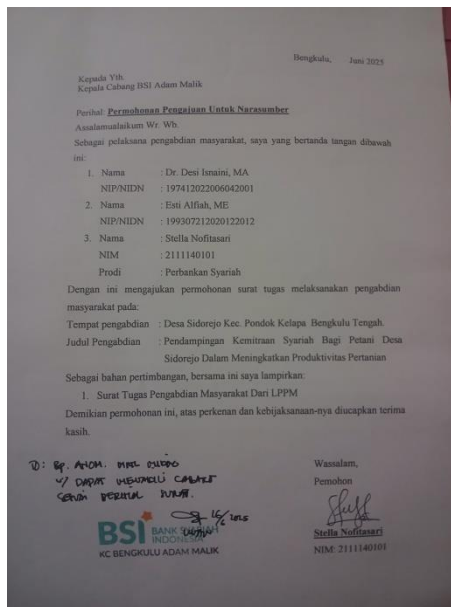 Bengkulu, Juni 2025
Kepada Yth.
Kepala Cabang BSI Adam Malik
Perihal: Permohonan Pengajuan Untuk Narasumber
Assalamualaikum Wr. Wb.
Sebagai pelaksana pengabdian masyarakat, saya yang bertanda tangan dibawah
ini:
1. Nama : Dr. Desi Isnaini, MA
NIP/NIDN : 197412022006042001
2. Nama : Esti Alfiah, ME
NIP/NIDN : 199307212020122012
3. Nama : Stella Nofitasari
NIM : 2111140101
Prodi : Perbankan Syariah
Dengan ini mengajukan permohonan surat tugas melaksanakan pengabdian
masyarakat pada:
Tempat pengabdian : Desa Sidorejo Kec. Pondok Kelapa Bengkulu Tengah.
Judul Pengabdian : Pendampingan Kemitraan Syariah Bagi Petani Desa
Sidorejo Dalam Meningkatkan Produktivitas Pertanian
Sebagai bahan pertimbangan, bersama ini saya lampirkan:
1. Surat Tugas Pengabdian Masyarakat Dari LPPM
Demikian permohonan ini, atas perkenan dan kebijaksanaan-nya diucapkan terima
kasih.
Wassalam,
Pemohon
Bp.
DAPAT
SURAT.
BSI BANK SYARIAH
INDONESIA
KC BENGKULU ADAM MALIK
Stella Nofitasari
NIM: 2111140101